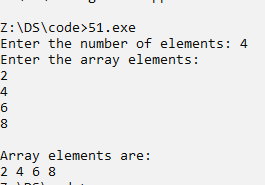 Z:\DS\code>51.exe
Enter the number of elements: 4
Enter the array elements:
2
4
6
8
Array elements are:
2 4 6 8